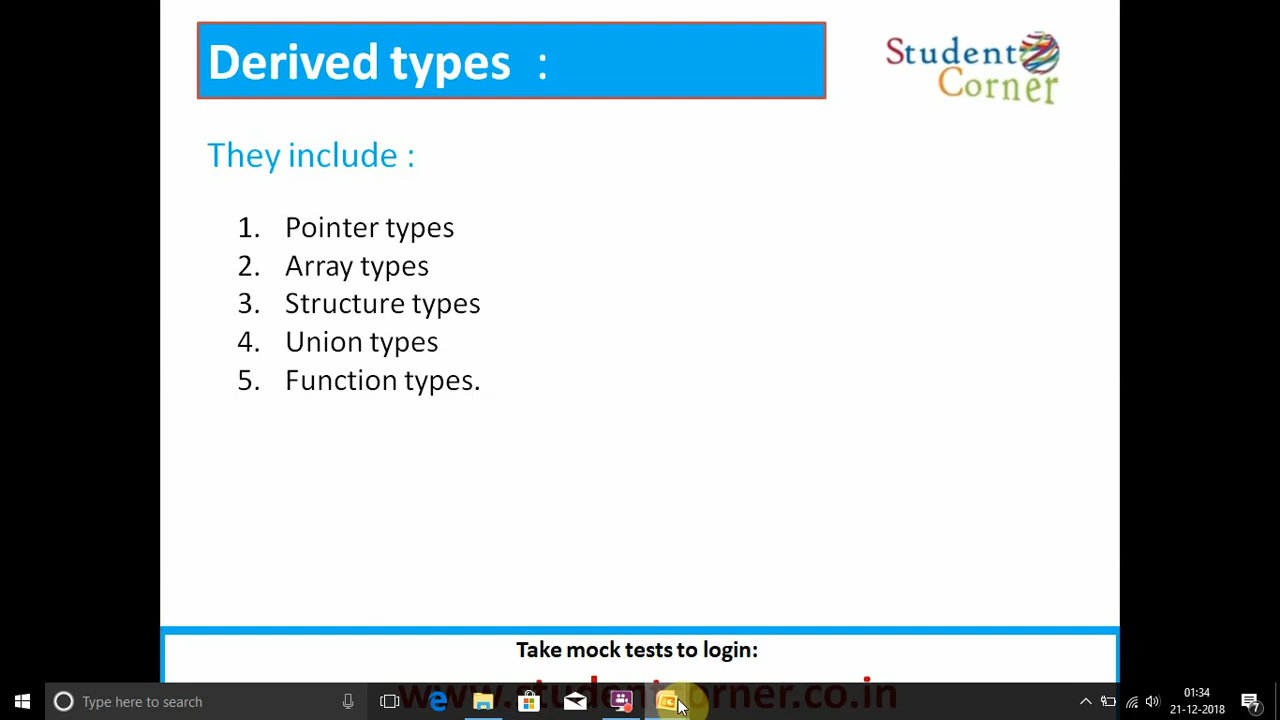 Derived types :
Student
Corner
They include :
1. Pointer types
2. Array types
3. Structure types
4. Union types
5. Function types.
Take mock tests to login:
www.studentcorner.co.in
Type here to search
01:34
21-12-2018
7